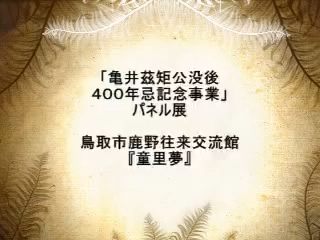 「亀井茲矩公没後
400年忌記念事業」
パネル展
鳥取市鹿野往来交流館
『童里夢』